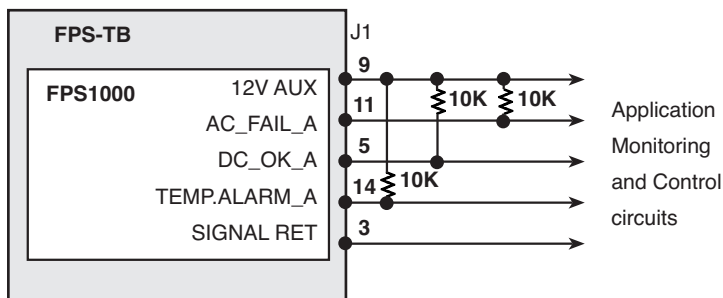 FPS-TB
J1
FPS1000
12V AUX
9
AC_FAIL_A
11
10K
10K
DC_OK_A
5
TEMP.ALARM_A
14
10K
SIGNAL RET
3
Application
Monitoring
and Control
circuits